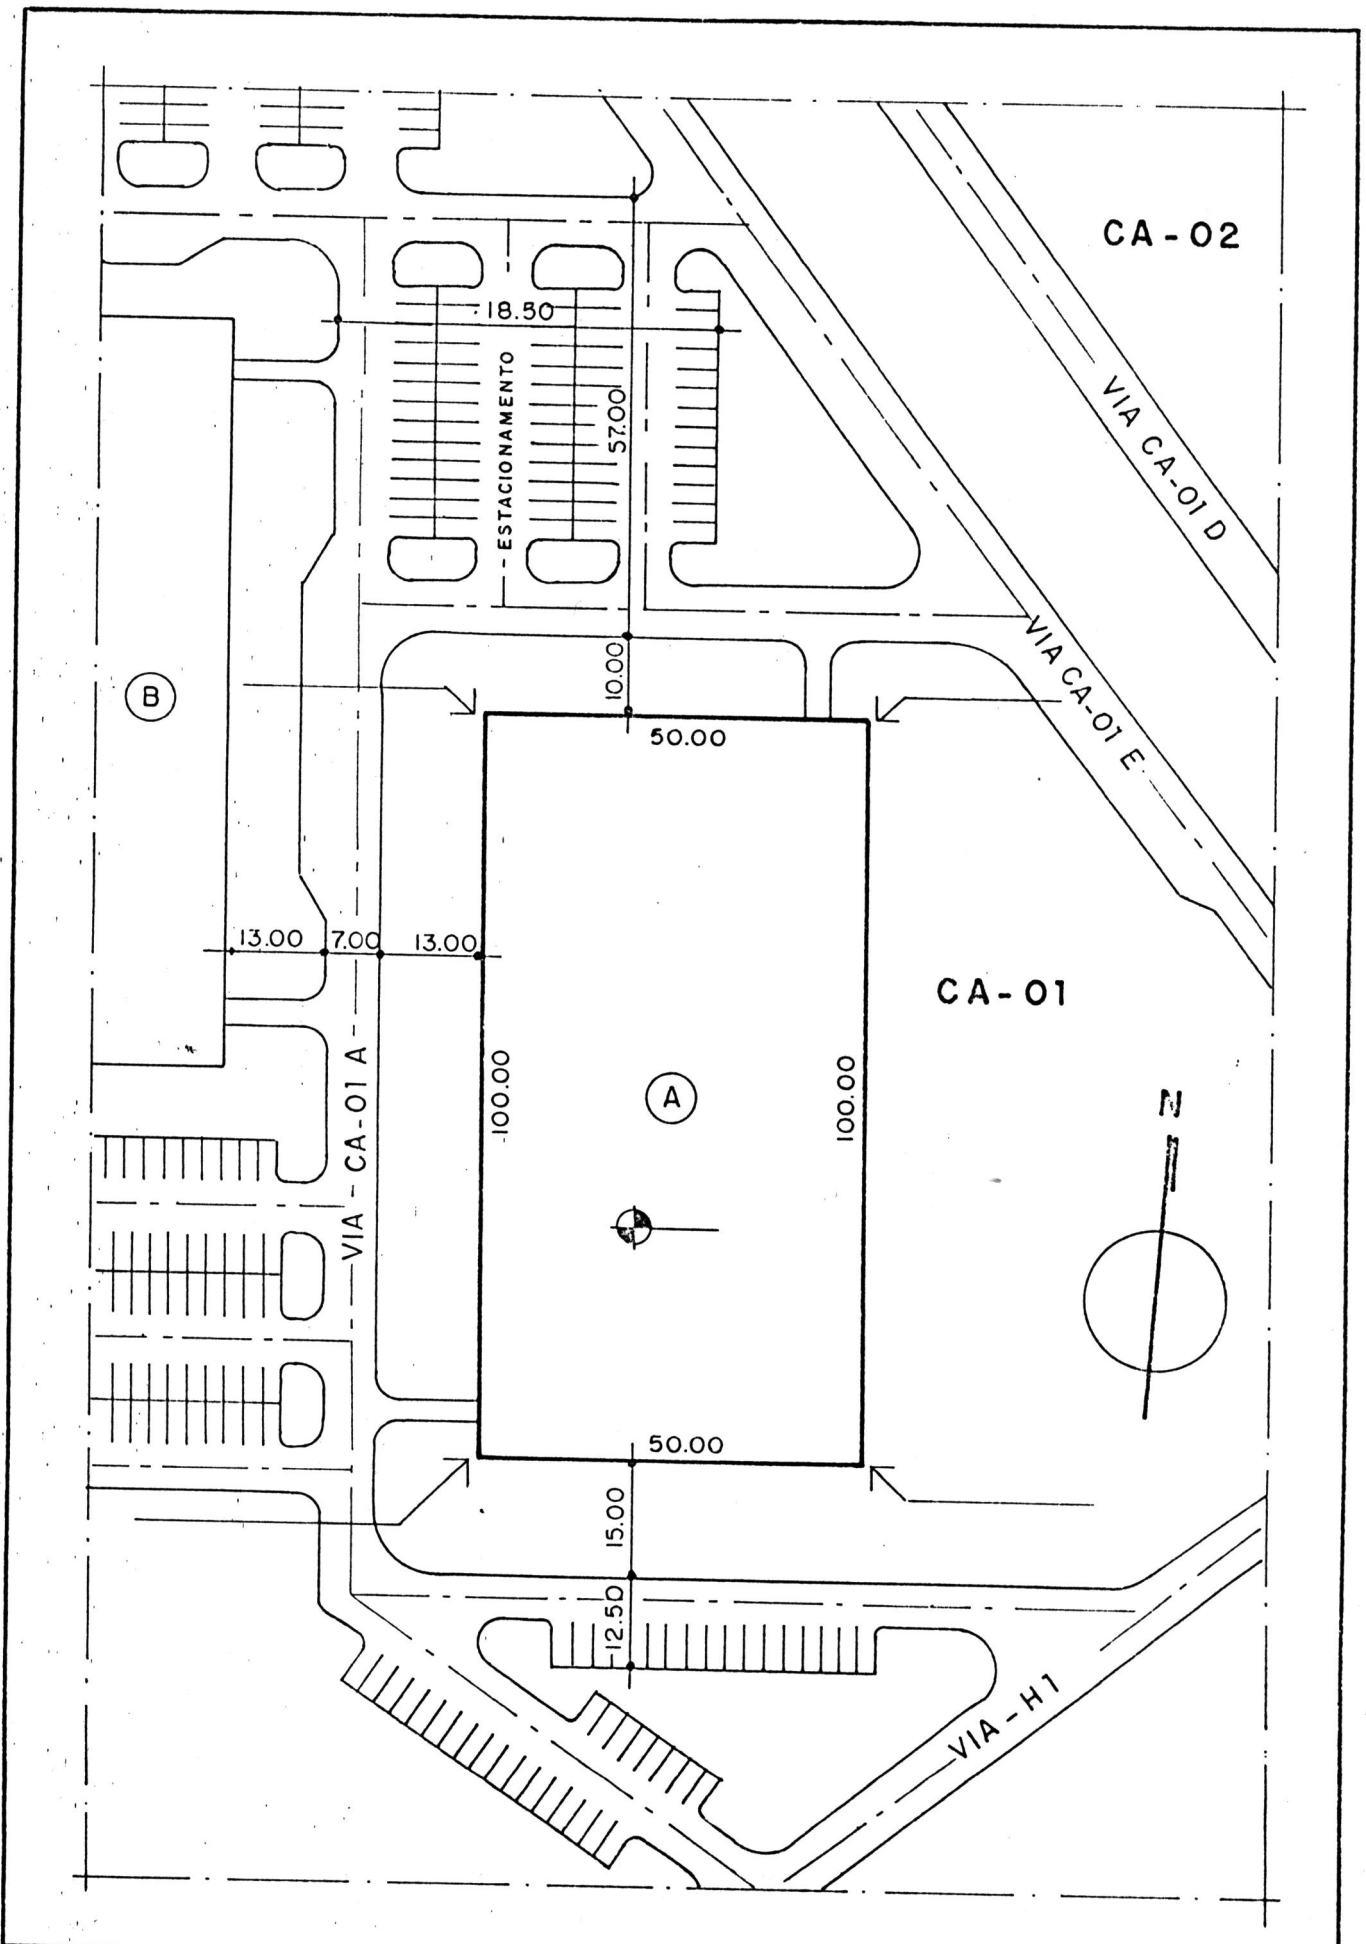 CA-02
18.50
ESTACIONAMENTO
57.00
VIA CA-01 D
10.00
VIA CA-01 E
B
50.00
13.00
7.00
13.00
CA-01
VIA - CA-01 A
100.00
A
100.00
N
50.00
15.00
12.50
VIA - H1